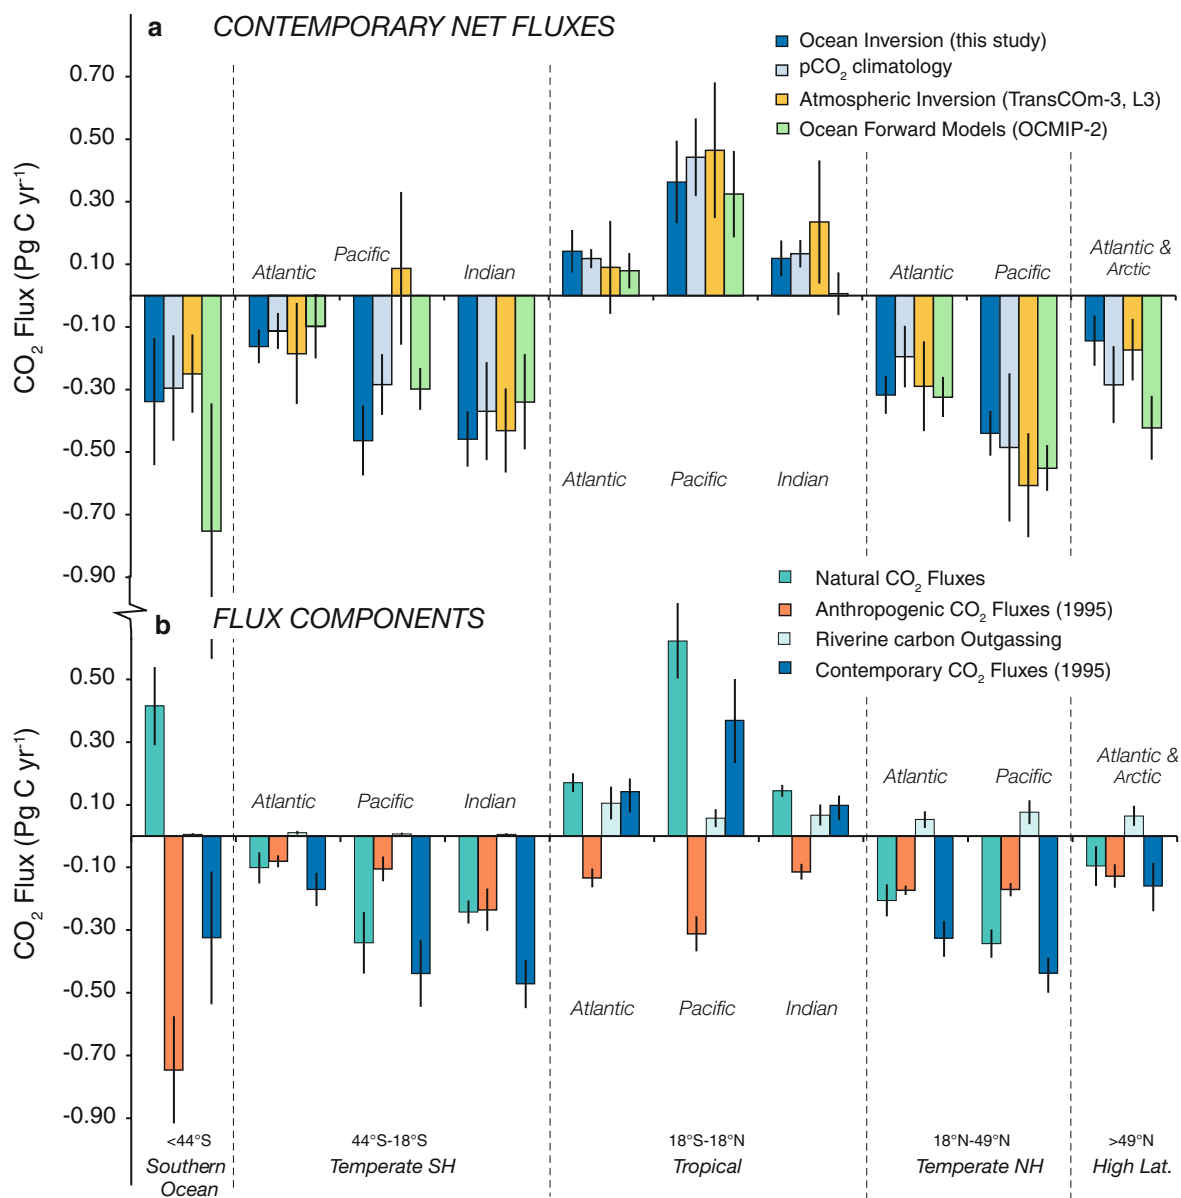 a CONTEMPORARY NET FLUXES
Ocean Inversion (this study)
pCO2 climatology
Atmospheric Inversion (TransCOm-3, L3)
Ocean Forward Models (OCMIP-2)
CO2 Flux (Pg C yr-1)
0.70
0.50
0.30
0.10
-0.10
-0.30
-0.50
-0.70
-0.90
Atlantic
Pacific
Indian
Atlantic
Pacific
Indian
Atlantic
Pacific
Atlantic &
Arctic
b FLUX COMPONENTS
Natural CO2 Fluxes
Anthropogenic CO2 Fluxes (1995)
Riverine carbon Outgassing
Contemporary CO2 Fluxes (1995)
CO2 Flux (Pg C yr-1)
0.50
0.30
0.10
-0.10
-0.30
-0.50
-0.70
-0.90
Atlantic
Pacific
Indian
Atlantic
Pacific
Indian
Atlantic
Pacific
Atlantic &
Arctic
<44°S
Southern
Ocean
44°S-18°S
Temperate SH
18°S-18°N
Tropical
18°N-49°N
Temperate NH
>49°N
High Lat.